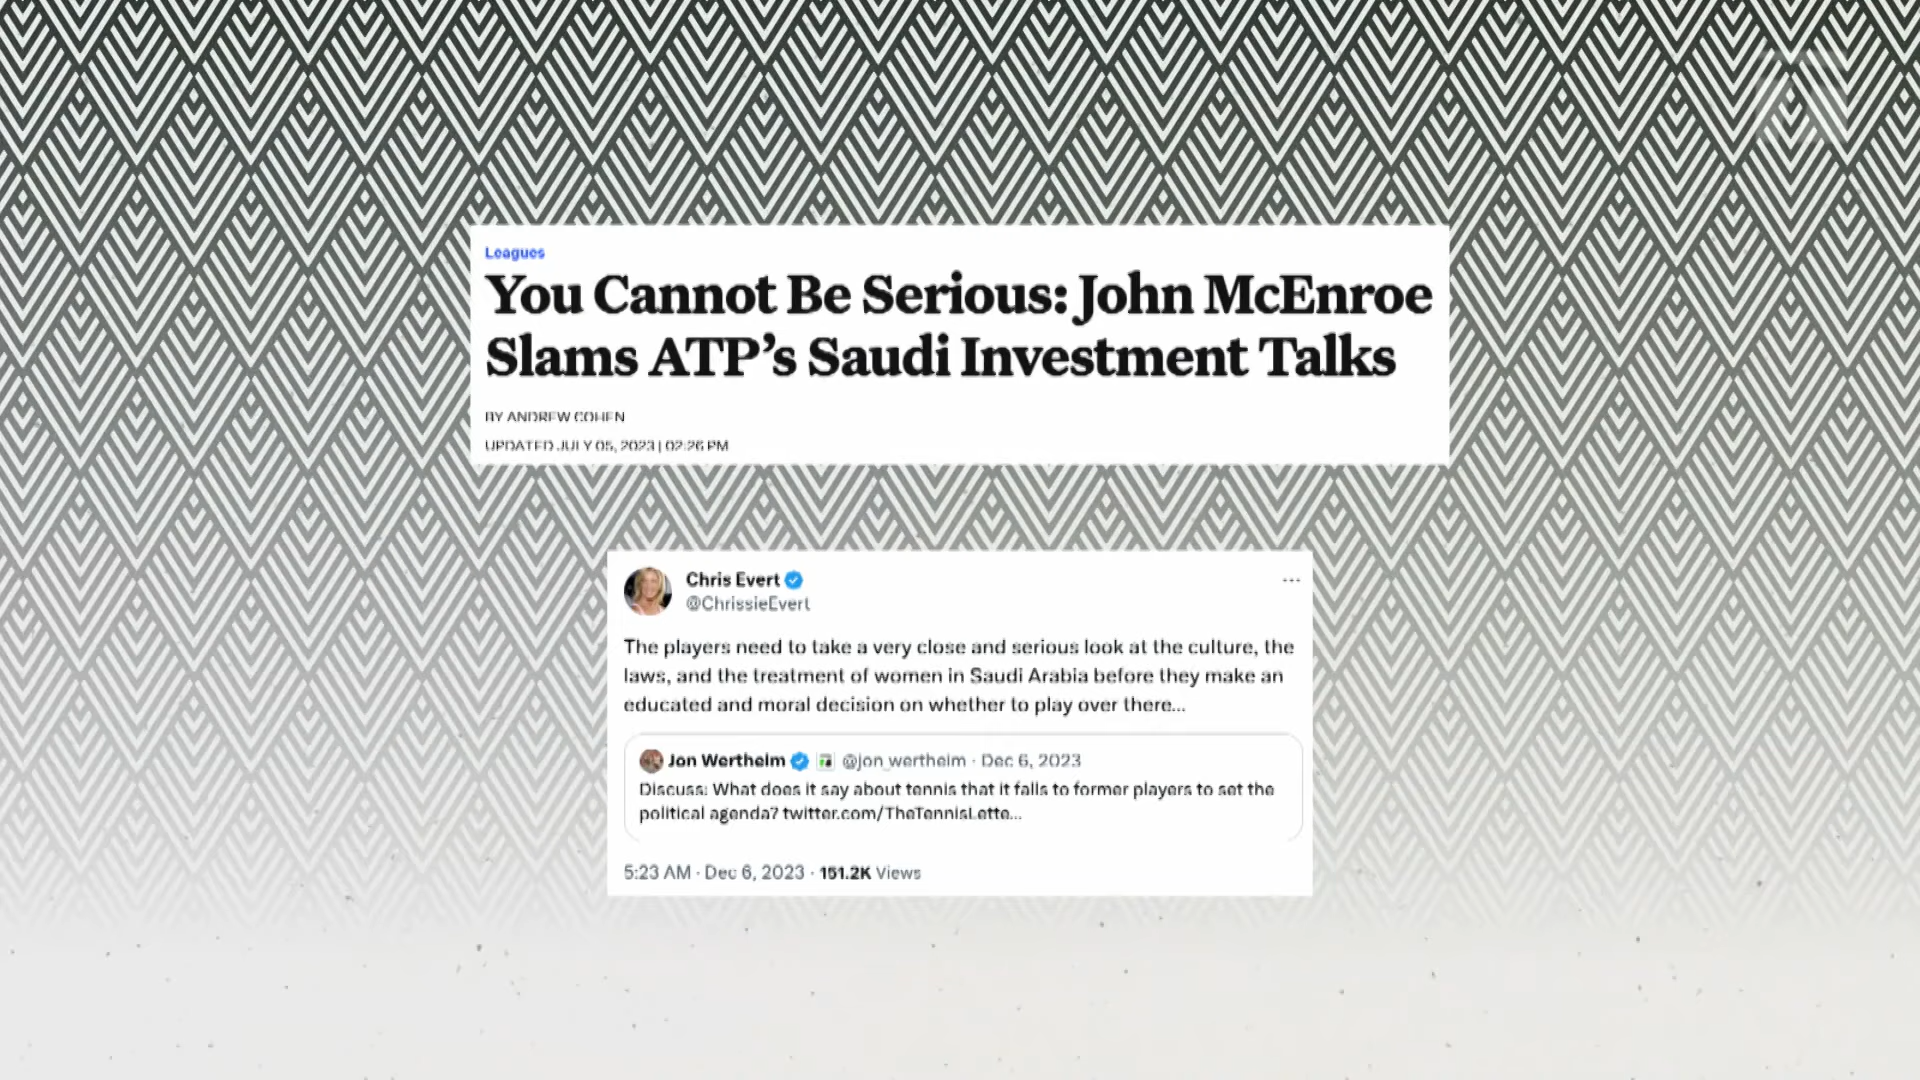 Leagues
You Cannot Be Serious: John McEnroe
Slams ATP’s Saudi Investment Talks
BY ANDREW COHEN
UPDATED JULY 05, 2023 | 02:26 PM
Chris Evert
@ChrissieEvert
The players need to take a very close and serious look at the culture, the
laws, and the treatment of women in Saudi Arabia before they make an
educated and moral decision on whether to play over there...
Jon Wertheim @jon_wertheim · Dec 6, 2023
Discuss: What does it say about tennis that it falls to former players to set the
political agenda? twitter.com/TheTennisLette...
5:23 AM · Dec 6, 2023 · 151.2K Views